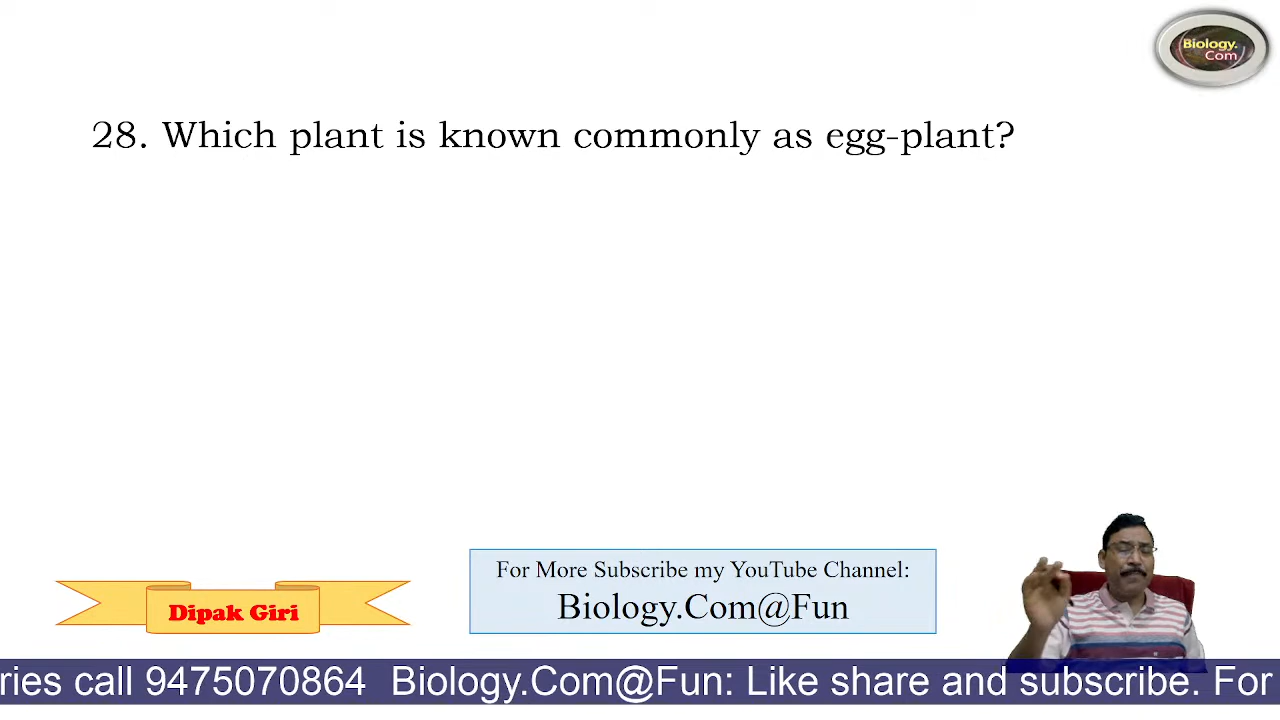 Biology.
Com
28. Which plant is known commonly as egg-plant?
For More Subscribe my YouTube Channel:
Biology.Com@Fun
Dipak Giri
ries call 9475070864 Biology.Com@Fun: Like share and subscribe. For